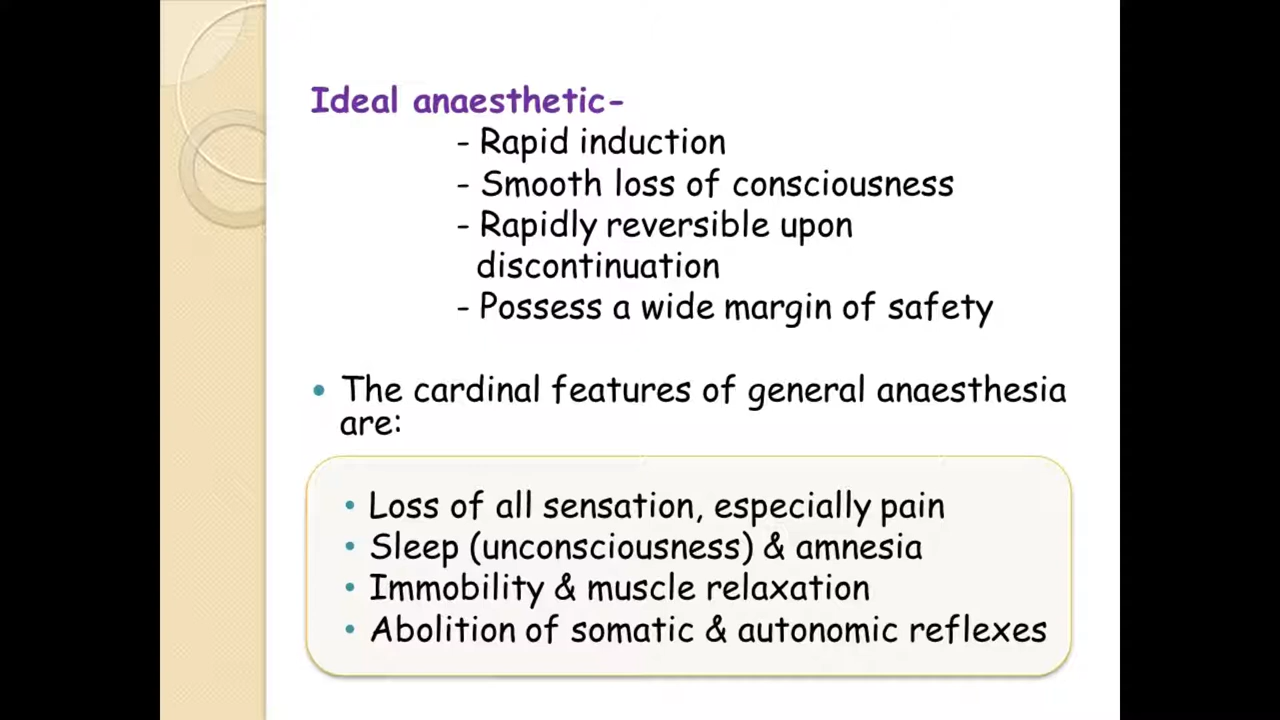 Ideal anaesthetic-
- Rapid induction
- Smooth loss of consciousness
- Rapidly reversible upon
discontinuation
- Possess a wide margin of safety
• The cardinal features of general anaesthesia
are:
• Loss of all sensation, especially pain
• Sleep (unconsciousness) & amnesia
• Immobility & muscle relaxation
• Abolition of somatic & autonomic reflexes